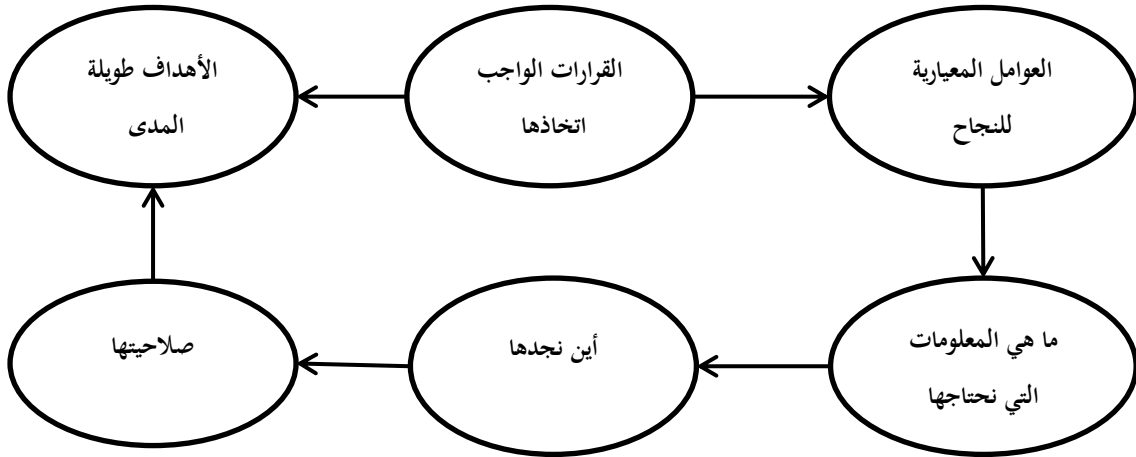 العوامل المعيارية
للنجاح
القرارات الواجب
اتخاذها
الأهداف طويلة
المدى
ما هي المعلومات
التي نحتاجها
أين نجدها
صلاحيتها